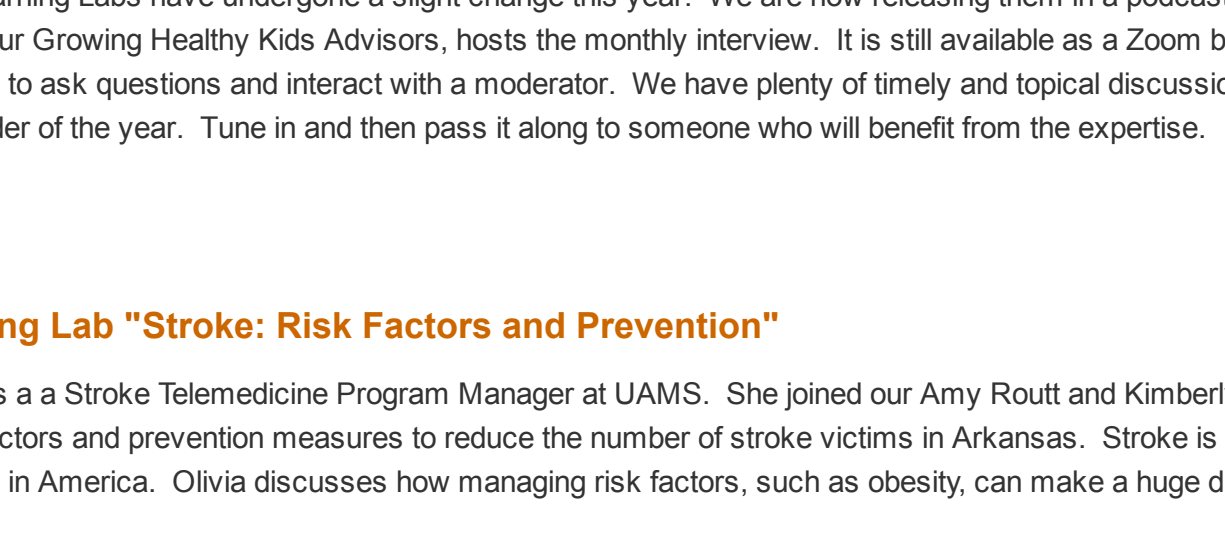 rning Labs have undergone a slight change this year.  We are now releasing them in a podcast
ur Growing Healthy Kids Advisors, hosts the monthly interview.  It is still available as a Zoom b
to ask questions and interact with a moderator.  We have plenty of timely and topical discussio
der of the year.  Tune in and then pass it along to someone who will benefit from the expertise.
ng Lab "Stroke: Risk Factors and Prevention"
s a a Stroke Telemedicine Program Manager at UAMS.  She joined our Amy Routt and Kimberl
ctors and prevention measures to reduce the number of stroke victims in Arkansas.  Stroke is
in America.  Olivia discusses how managing risk factors, such as obesity, can make a huge d